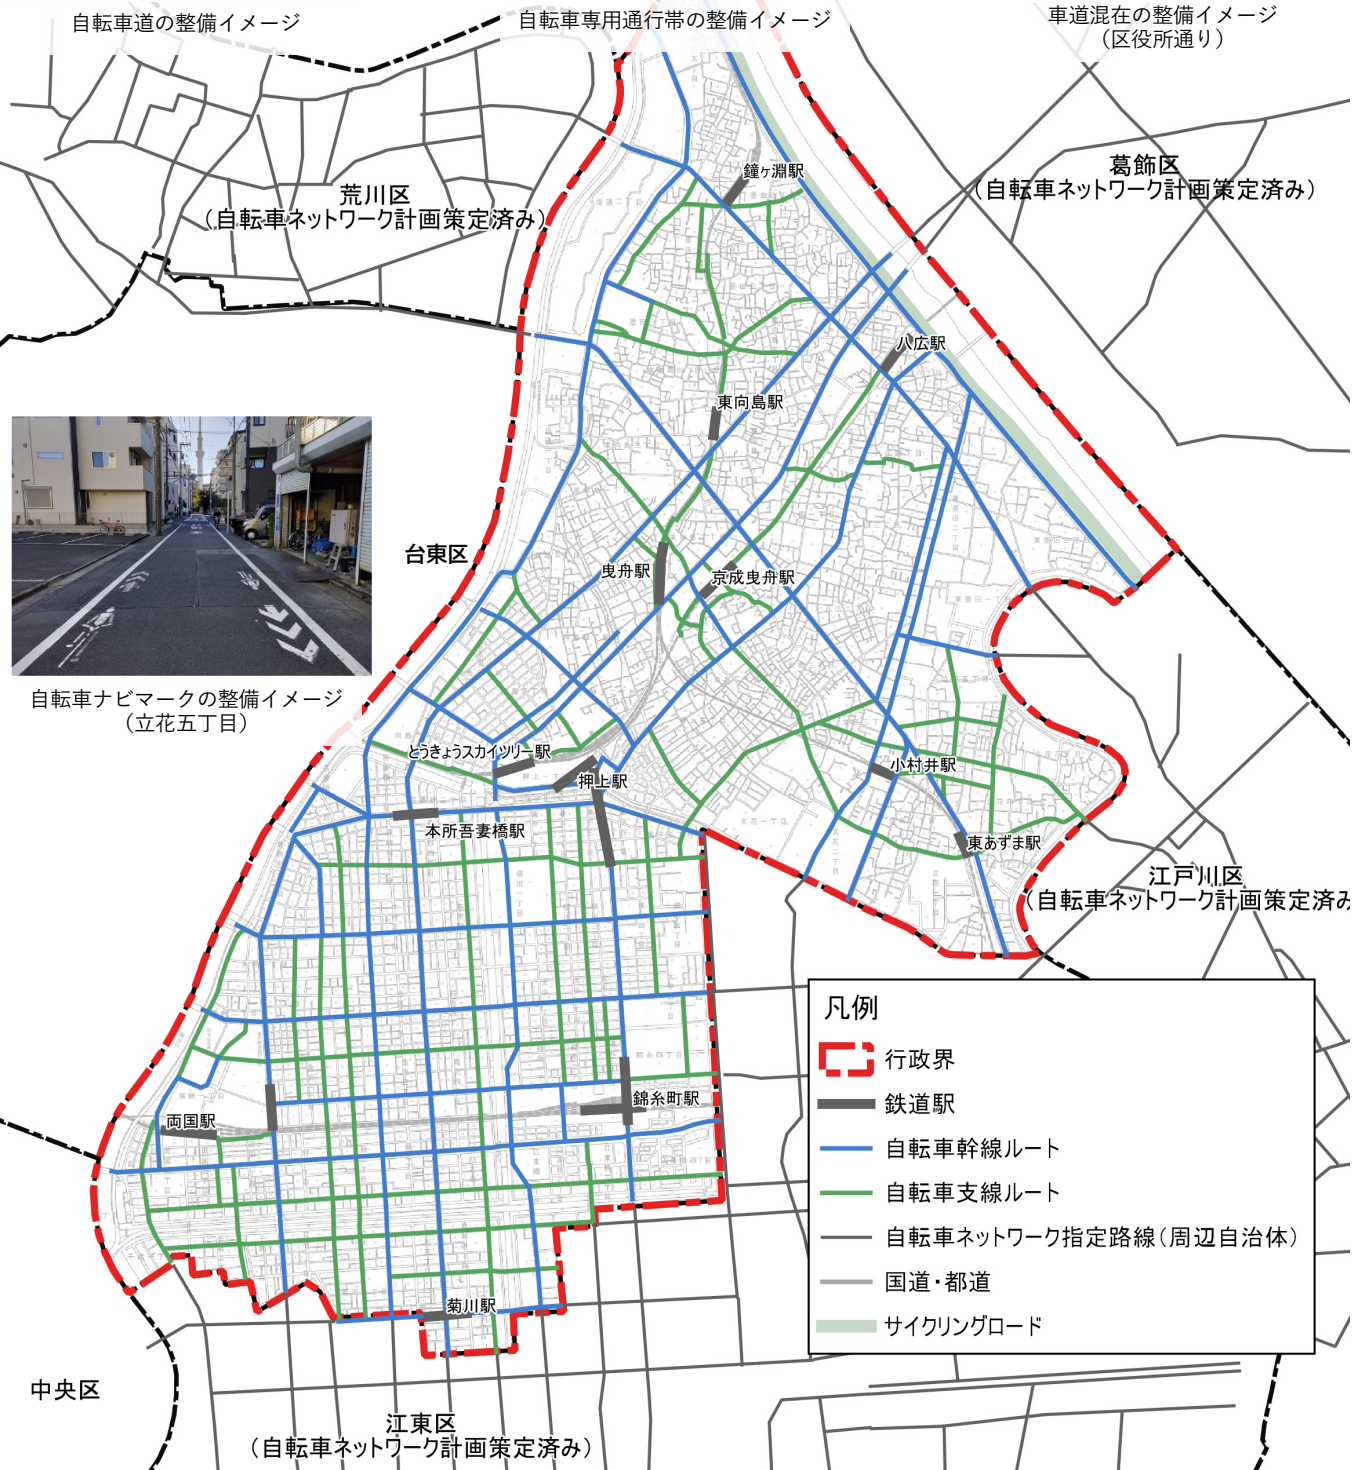 自転車道の整備イメージ
自転車専用通行帯の整備イメージ
車道混在の整備イメージ
（区役所通り）
荒川区
（自転車ネットワーク計画策定済み）
葛飾区
（自転車ネットワーク計画策定済み）
鐘ヶ淵駅
八広駅
東向島駅
台東区
曳舟駅
京成曳舟駅
自転車ナビマークの整備イメージ
（立花五丁目）
とうきょうスカイツリー駅
押上駅
小村井駅
本所吾妻橋駅
東あずま駅
江戸川区
（自転車ネットワーク計画策定済み
両国駅
錦糸町駅
菊川駅
中央区
江東区
（自転車ネットワーク計画策定済み）
凡例
行政界
鉄道駅
自転車幹線ルート
自転車支線ルート
自転車ネットワーク指定路線（周辺自治体）
国道・都道
サイクリングロード